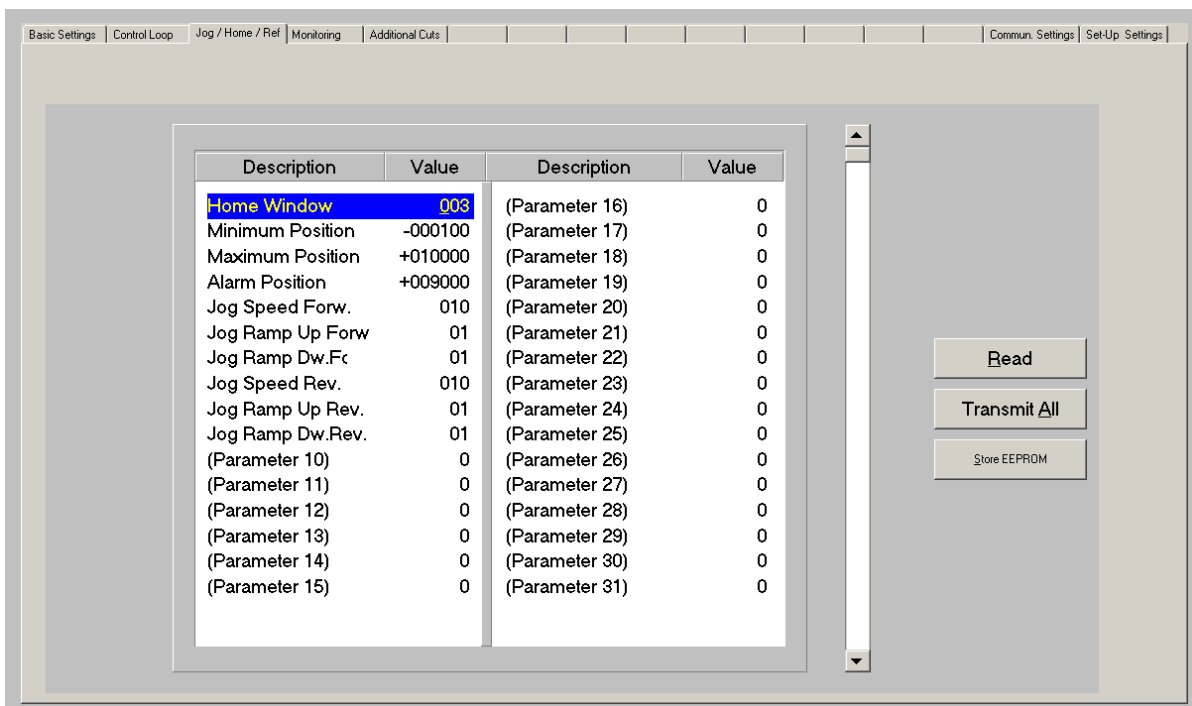 Basic Settings Control Loop Jog / Home / Ref Monitoring Additional Cuts Commun. Settings Set-Up Settings
Description Value Description Value
Home Window 003 (Parameter 16) 0
Minimum Position -000100 (Parameter 17) 0
Maximum Position +010000 (Parameter 18) 0
Alarm Position +009000 (Parameter 19) 0
Jog Speed Forw. 010 (Parameter 20) 0
Jog Ramp Up Forw 01 (Parameter 21) 0
Jog Ramp Dw.Fo 01 (Parameter 22) 0
Jog Speed Rev. 010 (Parameter 23) 0
Jog Ramp Up Rev. 01 (Parameter 24) 0
Jog Ramp Dw.Rev. 01 (Parameter 25) 0
(Parameter 10) 0 (Parameter 26) 0
(Parameter 11) 0 (Parameter 27) 0
(Parameter 12) 0 (Parameter 28) 0
(Parameter 13) 0 (Parameter 29) 0
(Parameter 14) 0 (Parameter 30) 0
(Parameter 15) 0 (Parameter 31) 0
Read
Transmit All
Store EEPROM